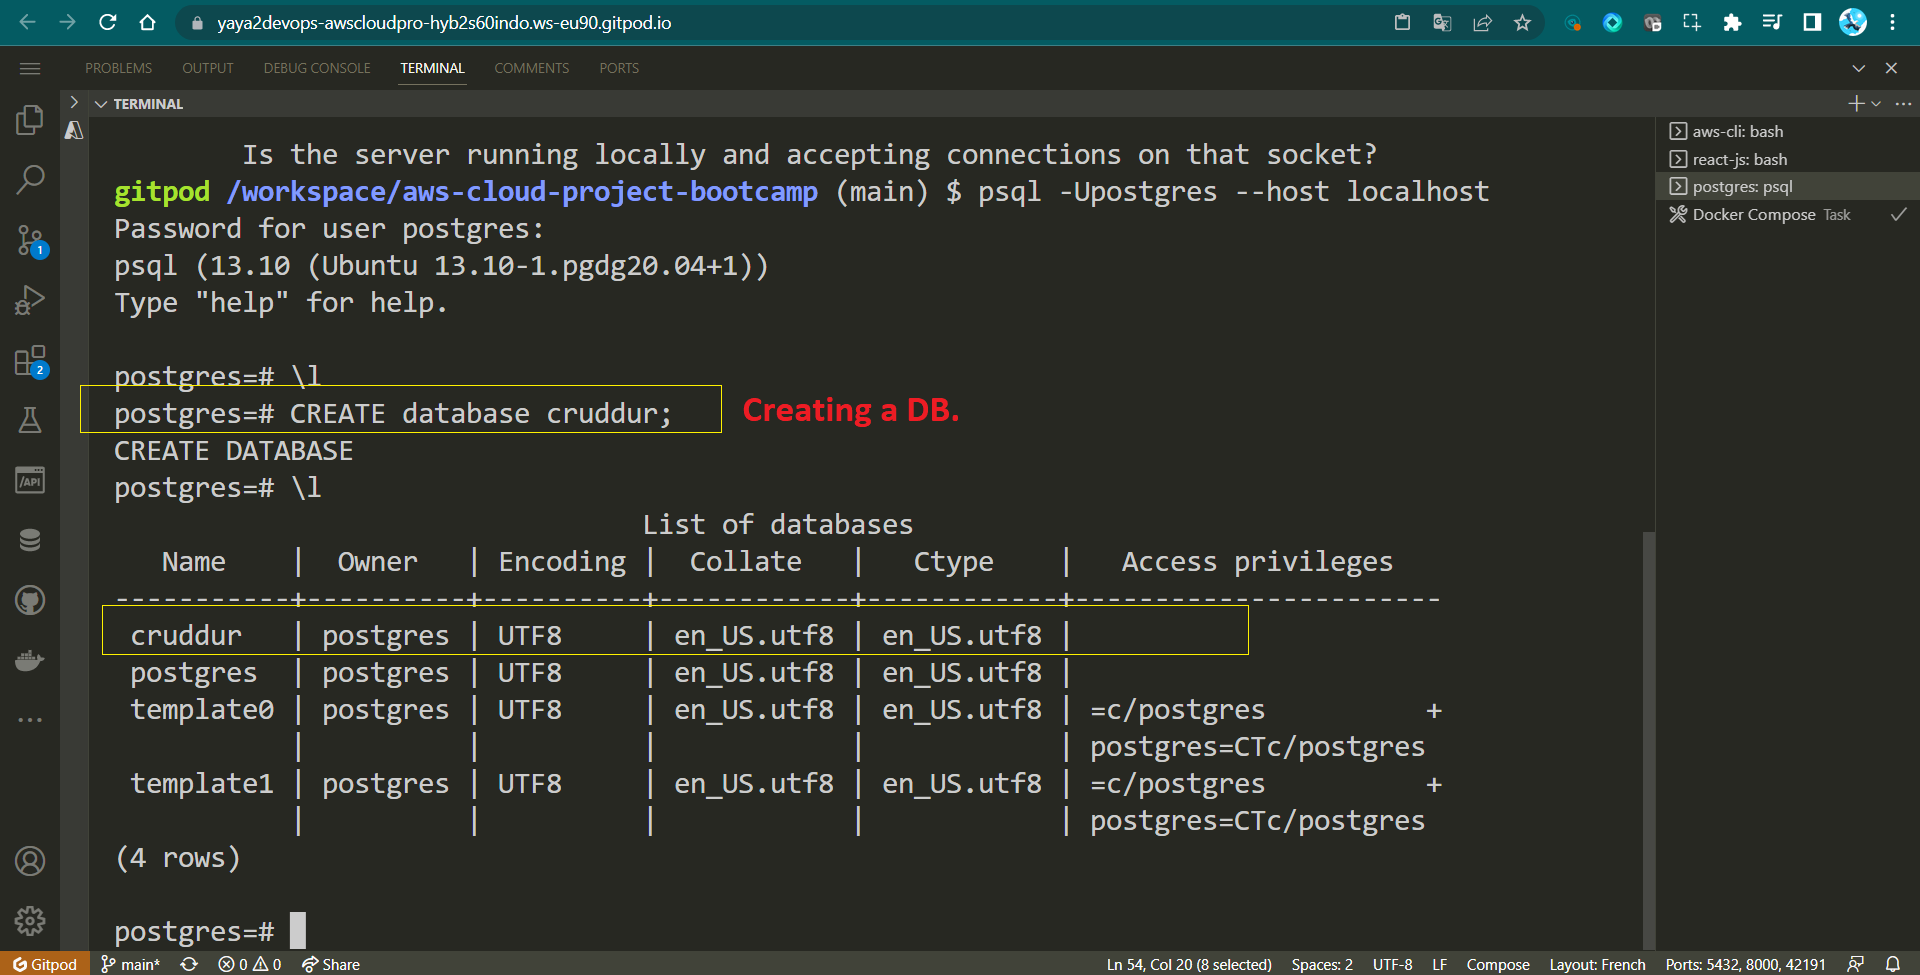 yaya2devops-awscloudpro-hyb2s60indo.ws-eu90.gitpod.io
PROBLEMS OUTPUT DEBUG CONSOLE TERMINAL COMMENTS PORTS
TERMINAL
Is the server running locally and accepting connections on that socket?
gitpod /workspace/aws-cloud-project-bootcamp (main) $ psql -Upostgres --host localhost
Password for user postgres:
psql (13.10 (Ubuntu 13.10-1.pgdg20.04+1))
Type "help" for help.
postgres=# \l
postgres=# CREATE database cruddur;
Creating a DB.
CREATE DATABASE
postgres=# \l
List of databases
Name | Owner | Encoding | Collate | Ctype | Access privileges
-----------+----------+----------+------------+------------+-----------------------
cruddur | postgres | UTF8 | en_US.utf8 | en_US.utf8 |
postgres | postgres | UTF8 | en_US.utf8 | en_US.utf8 |
template0 | postgres | UTF8 | en_US.utf8 | en_US.utf8 | =c/postgres +
| | | | | postgres=CTc/postgres
template1 | postgres | UTF8 | en_US.utf8 | en_US.utf8 | =c/postgres +
| | | | | postgres=CTc/postgres
(4 rows)
postgres=#
aws-cli: bash
react-js: bash
postgres: psql
Docker Compose Task
1
2
/API
Gitpod main* 0 0 Share Ln 54, Col 20 (8 selected) Spaces: 2 UTF-8 LF Compose Layout: French Ports: 5432, 8000, 42191